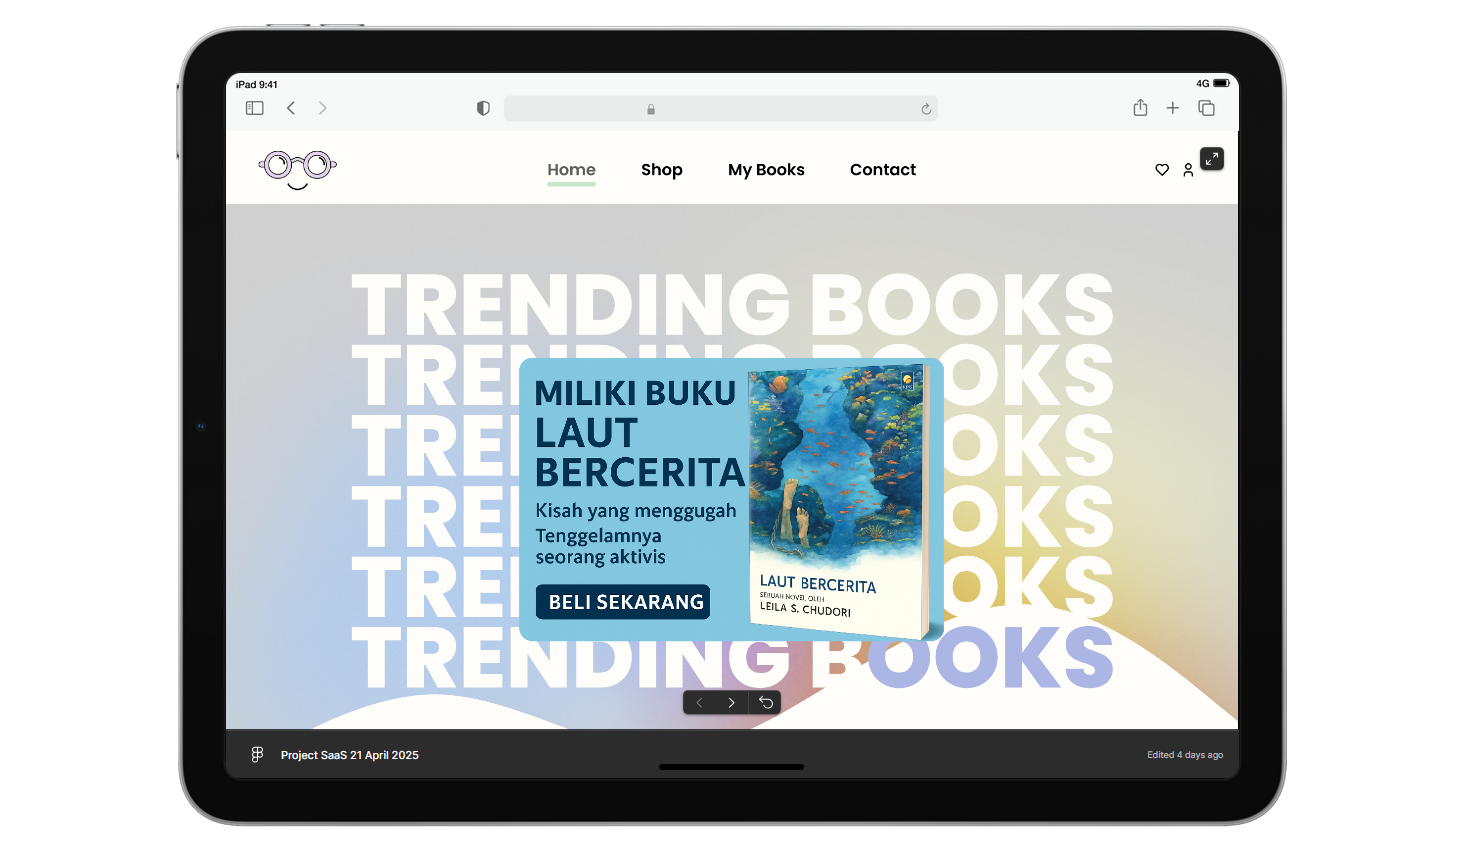 iPad 9:41
4G
Home Shop My Books Contact
TRENDING BOOKS
TRENDING BOOKS
TRE OKS
TRE OKS
TRE OKS
TRENDING BOOKS
MILIKI BUKU
LAUT
BERCERITA
Kisah yang menggugah
Tenggelamnya
seorang aktivis
BELI SEKARANG
LAUT BERCERITA
SEBUAH NOVEL OLEH
LEILA S. CHUDORI
Project SaaS 21 April 2025
Edited 4 days ago